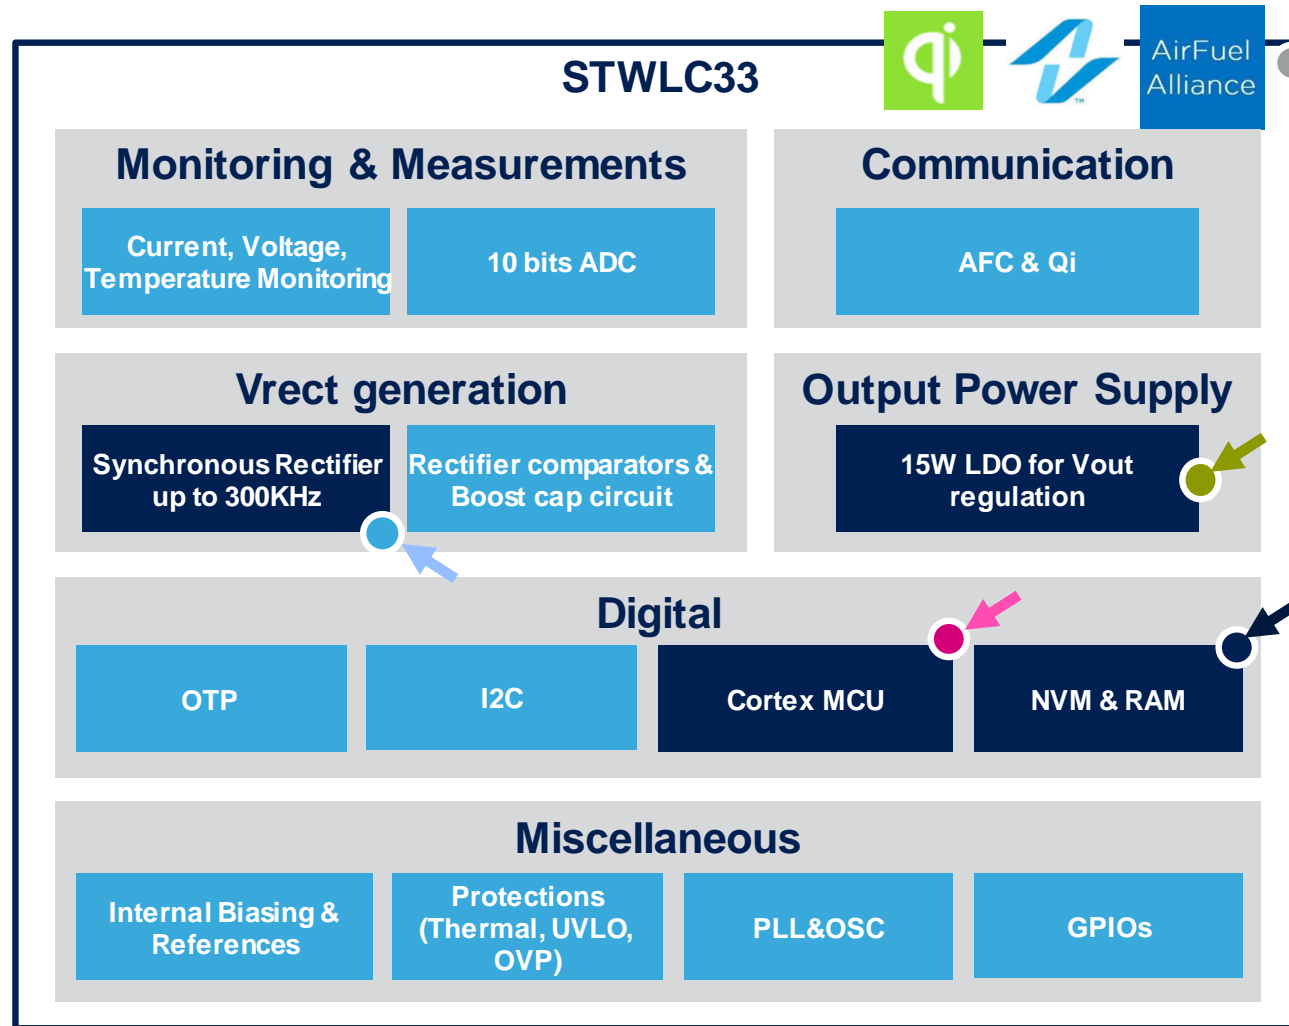 STWLC33
qi
TM
AirFuel
Alliance
Monitoring & Measurements
Current, Voltage,
Temperature Monitoring
10 bits ADC
Communication
AFC & Qi
Vrect generation
Synchronous Rectifier
up to 300KHz
Rectifier comparators &
Boost cap circuit
Output Power Supply
15W LDO for Vout
regulation
Digital
OTP
I2C
Cortex MCU
NVM & RAM
Miscellaneous
Internal Biasing &
References
Protections
(Thermal, UVLO,
OVP)
PLL&OSC
GPIOs